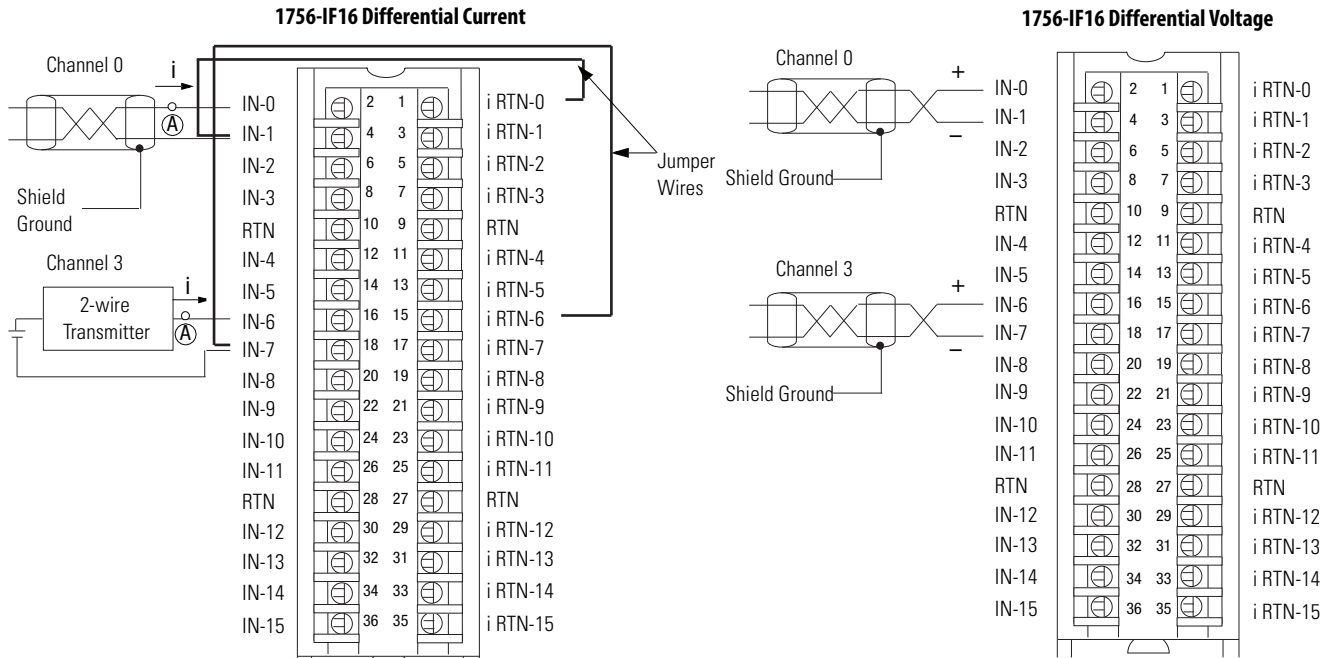 1756-IF16 Differential Current
Channel 0
i
A
Shield
Ground
Channel 3
i
2-wire
Transmitter
A
Jumper
Wires
IN-0 2 1 i RTN-0
IN-1 4 3 i RTN-1
IN-2 6 5 i RTN-2
IN-3 8 7 i RTN-3
RTN 10 9 RTN
IN-4 12 11 i RTN-4
IN-5 14 13 i RTN-5
IN-6 16 15 i RTN-6
IN-7 18 17 i RTN-7
IN-8 20 19 i RTN-8
IN-9 22 21 i RTN-9
IN-10 24 23 i RTN-10
IN-11 26 25 i RTN-11
RTN 28 27 RTN
IN-12 30 29 i RTN-12
IN-13 32 31 i RTN-13
IN-14 34 33 i RTN-14
IN-15 36 35 i RTN-15
1756-IF16 Differential Voltage
Channel 0
+
–
Shield Ground
Channel 3
+
–
Shield Ground
IN-0 2 1 i RTN-0
IN-1 4 3 i RTN-1
IN-2 6 5 i RTN-2
IN-3 8 7 i RTN-3
RTN 10 9 RTN
IN-4 12 11 i RTN-4
IN-5 14 13 i RTN-5
IN-6 16 15 i RTN-6
IN-7 18 17 i RTN-7
IN-8 20 19 i RTN-8
IN-9 22 21 i RTN-9
IN-10 24 23 i RTN-10
IN-11 26 25 i RTN-11
RTN 28 27 RTN
IN-12 30 29 i RTN-12
IN-13 32 31 i RTN-13
IN-14 34 33 i RTN-14
IN-15 36 35 i RTN-15